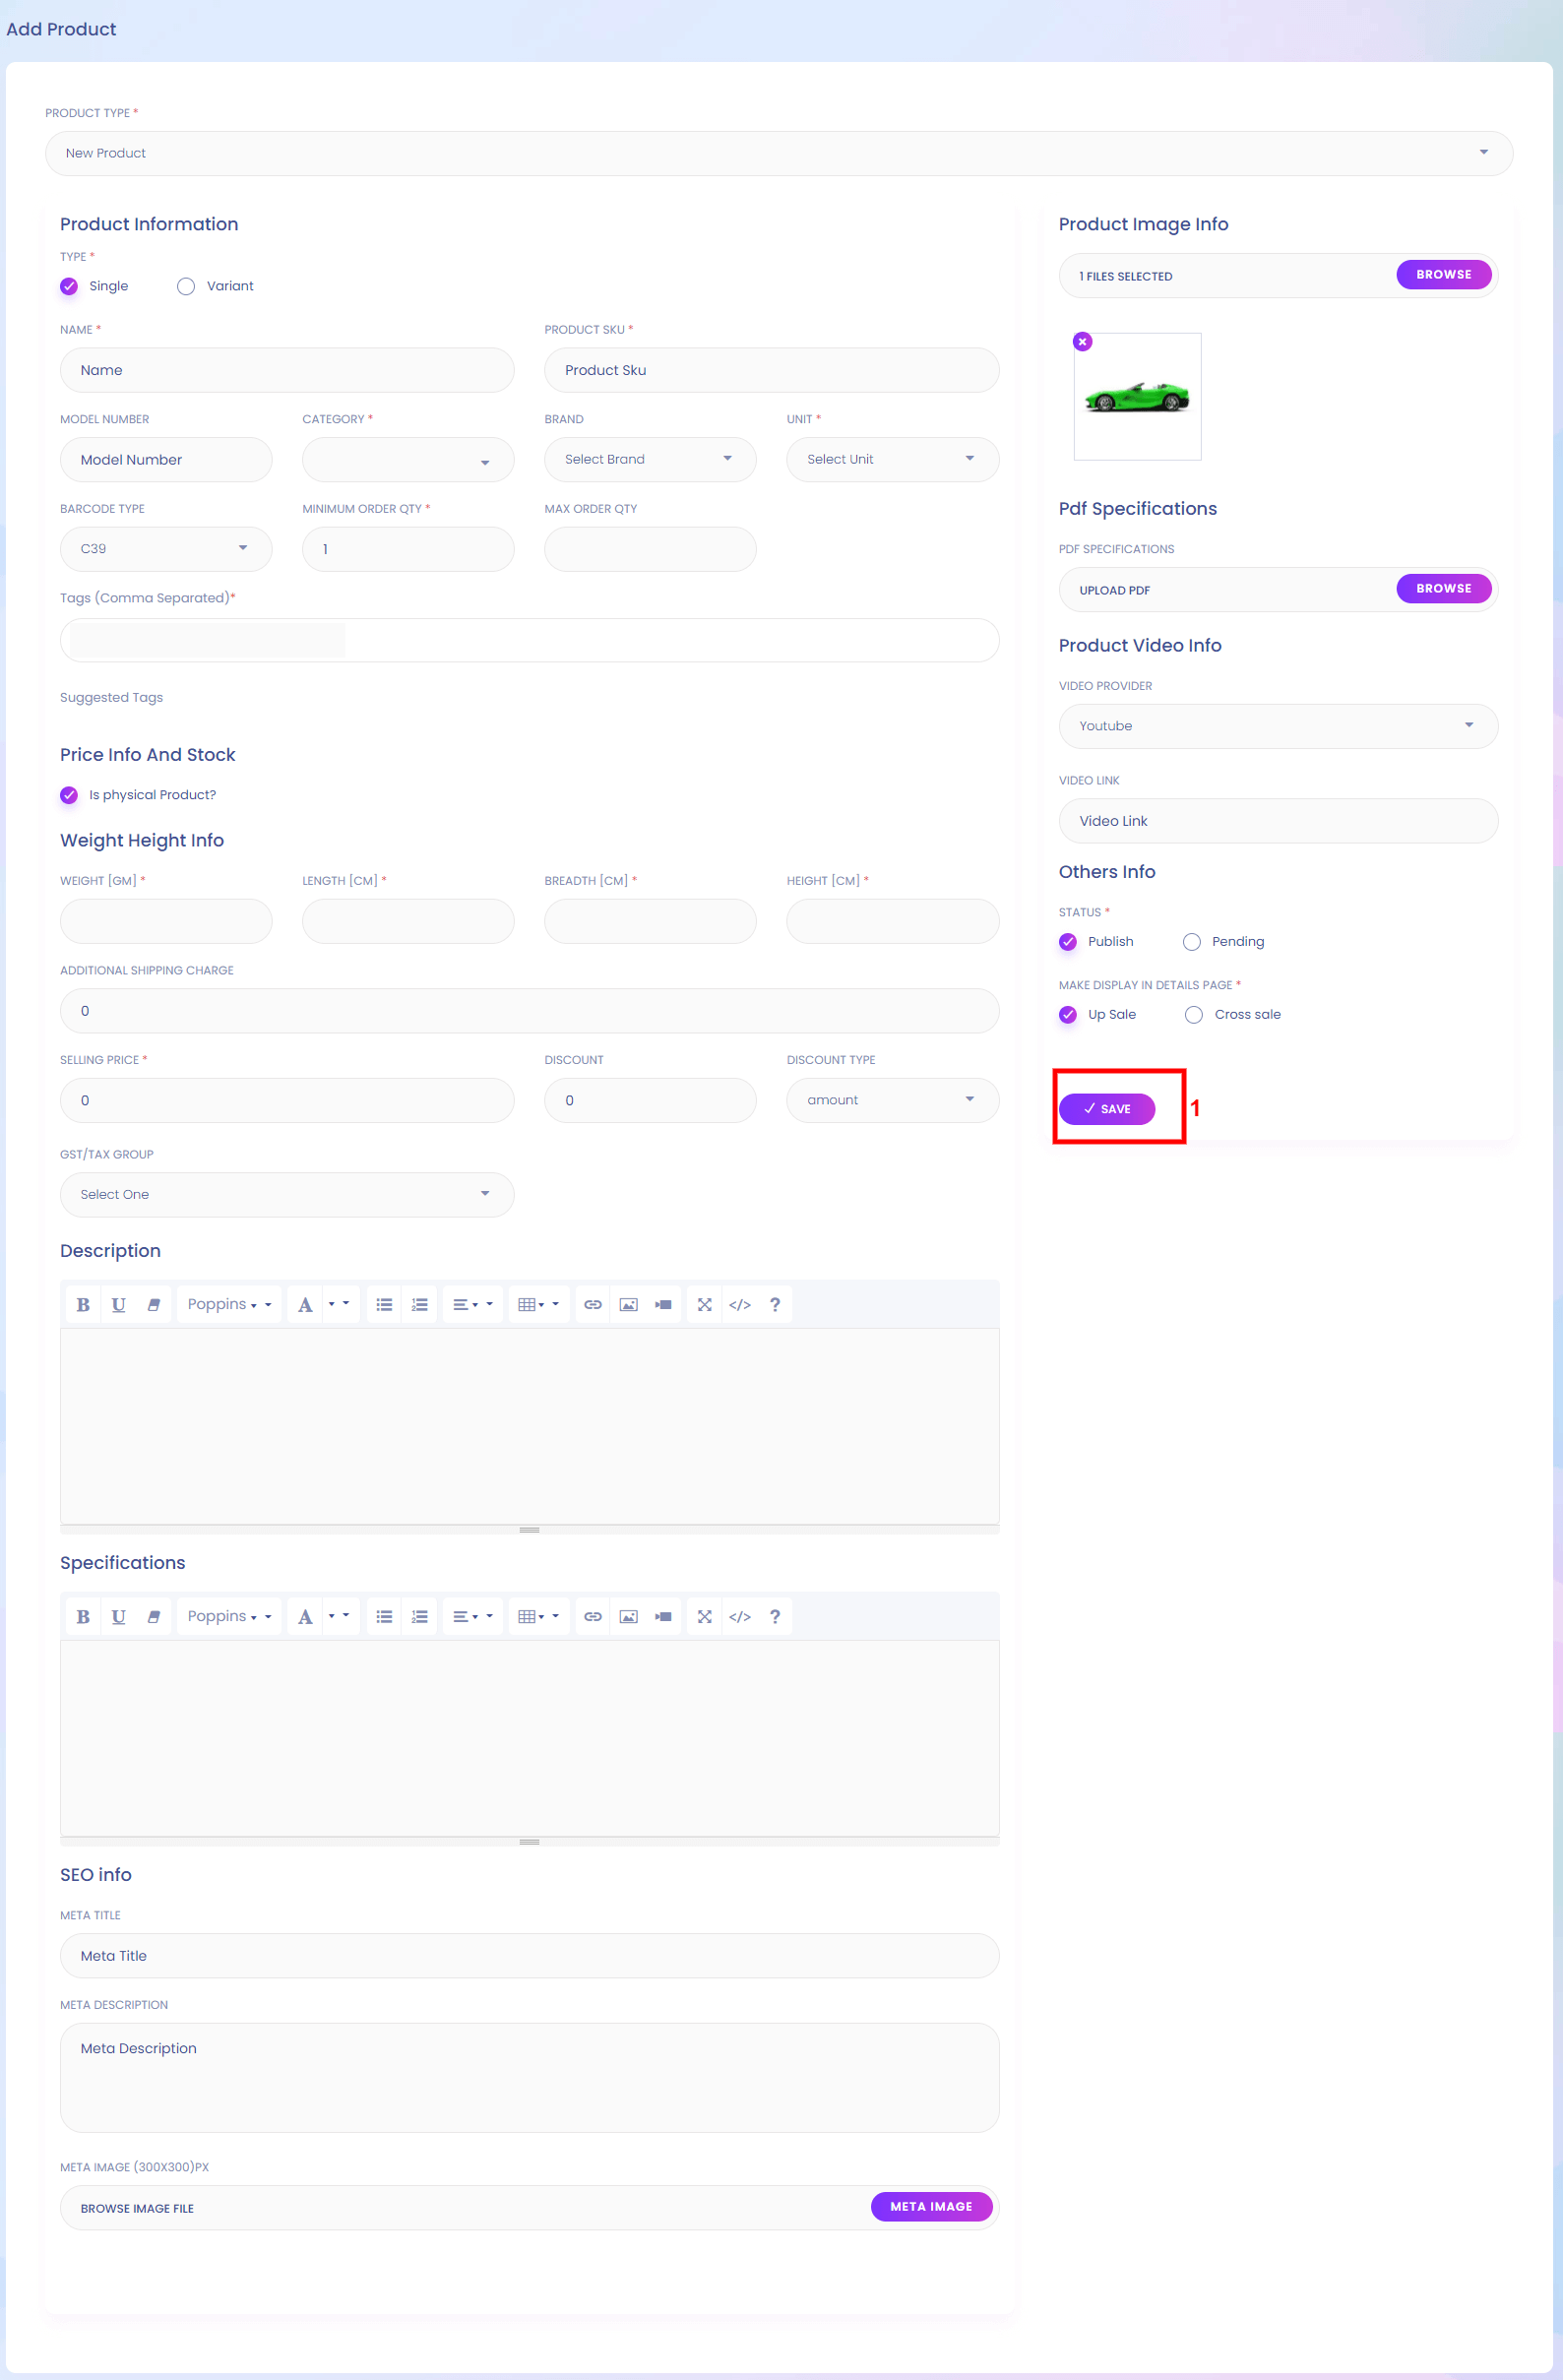 Add Product
PRODUCT TYPE *
New Product
Product Information
TYPE *
Single
Variant
NAME *
PRODUCT SKU *
Name
Product Sku
MODEL NUMBER
CATEGORY *
BRAND
UNIT *
Model Number
Select Brand
Select Unit
BARCODE TYPE
MINIMUM ORDER QTY *
MAX ORDER QTY
C39
1
Tags (Comma Separated)*
Suggested Tags
Price Info And Stock
Is physical Product?
Weight Height Info
WEIGHT [GM] *
LENGTH [CM] *
BREADTH [CM] *
HEIGHT [CM] *
ADDITIONAL SHIPPING CHARGE
0
SELLING PRICE *
DISCOUNT
DISCOUNT TYPE
0
0
amount
GST/TAX GROUP
Select One
Description
B U Poppins A </> ?
Specifications
B U Poppins A </> ?
SEO info
META TITLE
Meta Title
META DESCRIPTION
Meta Description
META IMAGE (300X300)PX
BROWSE IMAGE FILE
META IMAGE
Product Image Info
1 FILES SELECTED
BROWSE
Pdf Specifications
PDF SPECIFICATIONS
UPLOAD PDF
BROWSE
Product Video Info
VIDEO PROVIDER
Youtube
VIDEO LINK
Video Link
Others Info
STATUS *
Publish
Pending
MAKE DISPLAY IN DETAILS PAGE *
Up Sale
Cross sale
SAVE
1